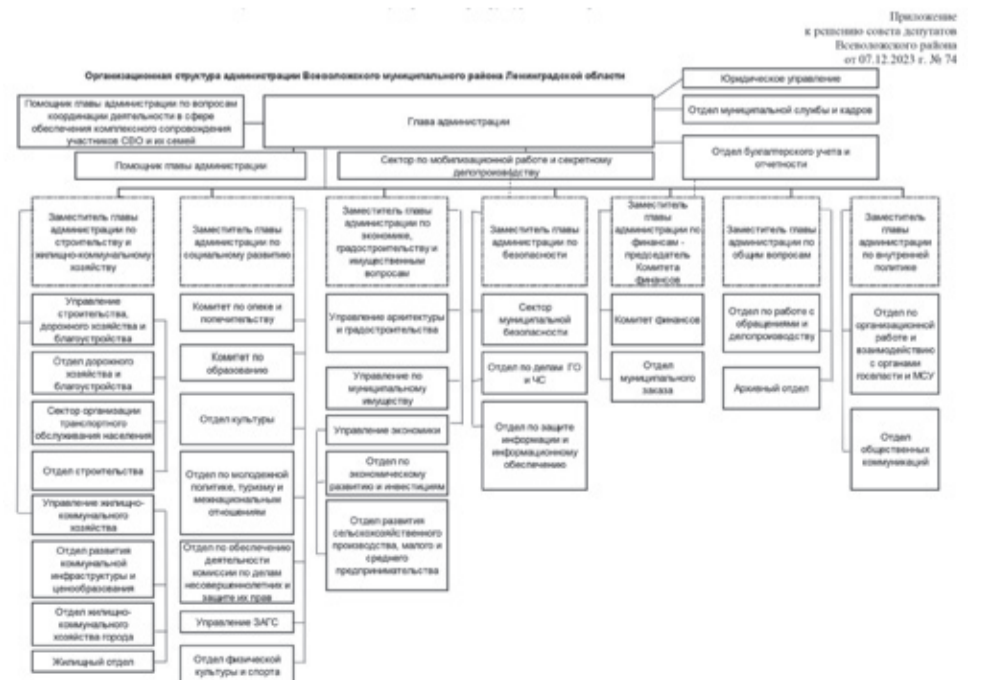 Приложение
к решению совета депутатов
Всеволожского района
от 07.12.2023 г. № 74
Организационная структура администрации Всеволожского муниципального района Ленинградской области
Юридическое управление
Помощник главы администрации по вопросам
координации деятельности в сфере
обеспечения комплексного сопровождения
участников СВО и их семей
Глава администрации
Отдел муниципальной службы и кадров
Отдел бухгалтерского учета и
отчетности
Помощник главы администрации
Сектор по мобилизационной работе и секретному
делопроизводству
Заместитель главы
администрации по
строительству и
жилищно-коммунальному
хозяйству
Управление
строительства,
дорожного хозяйства и
благоустройства
Отдел дорожного
хозяйства и
благоустройства
Сектор организации
транспортного
обслуживания населения
Отдел строительства
Управление жилищно-
коммунального
хозяйства
Отдел развития
коммунальной
инфраструктуры и
ценообразования
Отдел жилищно-
коммунального
хозяйства города
Жилищный отдел
Заместитель главы
администрации по
социальному развитию
Комитет по опеке и
попечительству
Комитет по
образованию
Отдел культуры
Отдел по молодежной
политике, туризму и
межнациональным
отношениям
Отдел по обеспечению
деятельности
комиссии по делам
несовершеннолетних и
защите их прав
Управление ЗАГС
Отдел физической
культуры и спорта
Заместитель главы
администрации по
экономике,
градостроительству и
имущественным
вопросам
Управление архитектуры
и градостроительства
Управление по
муниципальному
имуществу
Управление экономики
Отдел по
экономическому
развитию и инвестициям
Отдел развития
сельскохозяйственного
производства, малого и
среднего
предпринимательства
Заместитель главы
администрации по
безопасности
Сектор
муниципальной
безопасности
Отдел по делам ГО
и ЧС
Отдел по защите
информации и
информационному
обеспечению
Заместитель
главы
администрации по
финансам -
председатель
Комитета
финансов
Комитет финансов
Отдел
муниципального
заказа
Заместитель главы
администрации по
общим вопросам
Отдел по работе с
обращениями и
делопроизводству
Архивный отдел
Заместитель
главы
администрации
по внутренней
политике
Отдел по
организационной
работе и
взаимодействию
с органами
госвласти и МСУ
Отдел
общественных
коммуникаций